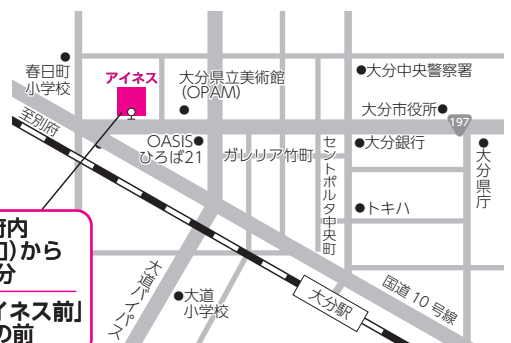 春日町
小学校
アイネス
大分県立美術館
(OPAM)
大分中央警察署
大分市役所
197
至別府
OASIS
ひろば21
ガレリア竹町
セントポルタ中央町
大分銀行
大分県庁
トキハ
府内
町)から
分
イネス前」
の前
大道バイパス
大道
小学校
大分駅
国道10号線